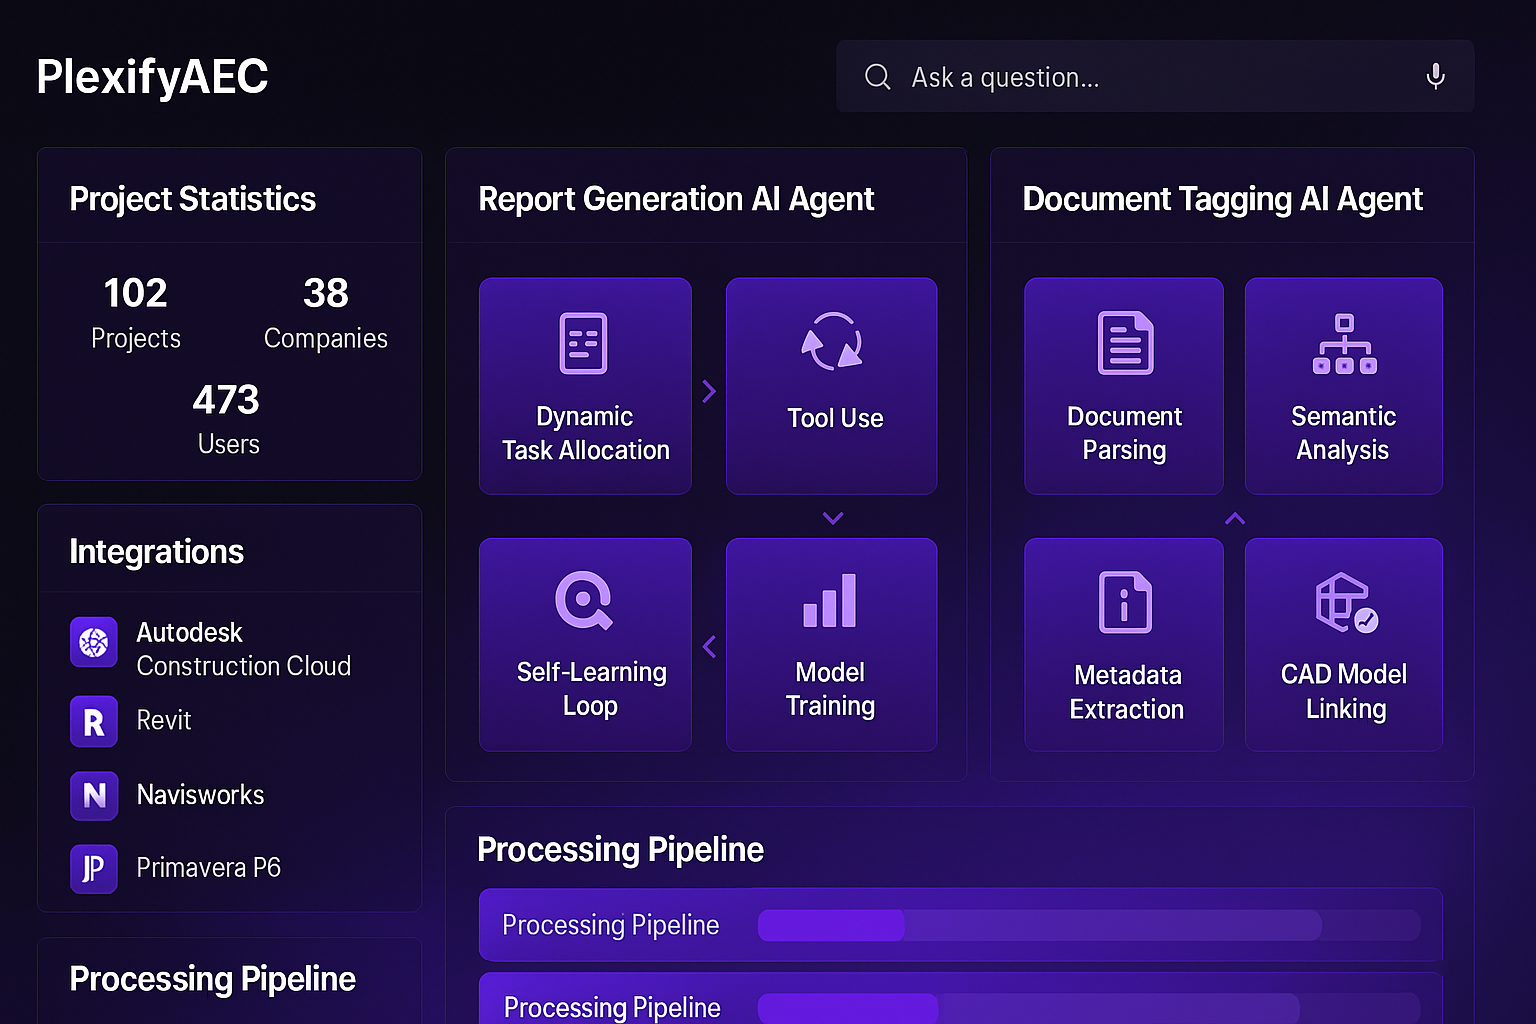 PlexifyAEC
Ask a question...
Project Statistics
102
Projects
38
Companies
473
Users
Integrations
Autodesk
Construction Cloud
R
Revit
N
Navisworks
JP
Primavera P6
Processing Pipeline
Report Generation AI Agent
Dynamic
Task Allocation
Tool Use
Self-Learning
Loop
Model
Training
Document Tagging AI Agent
Document
Parsing
Semantic
Analysis
Metadata
Extraction
CAD Model
Linking
Processing Pipeline
Processing Pipeline
Processing Pipeline